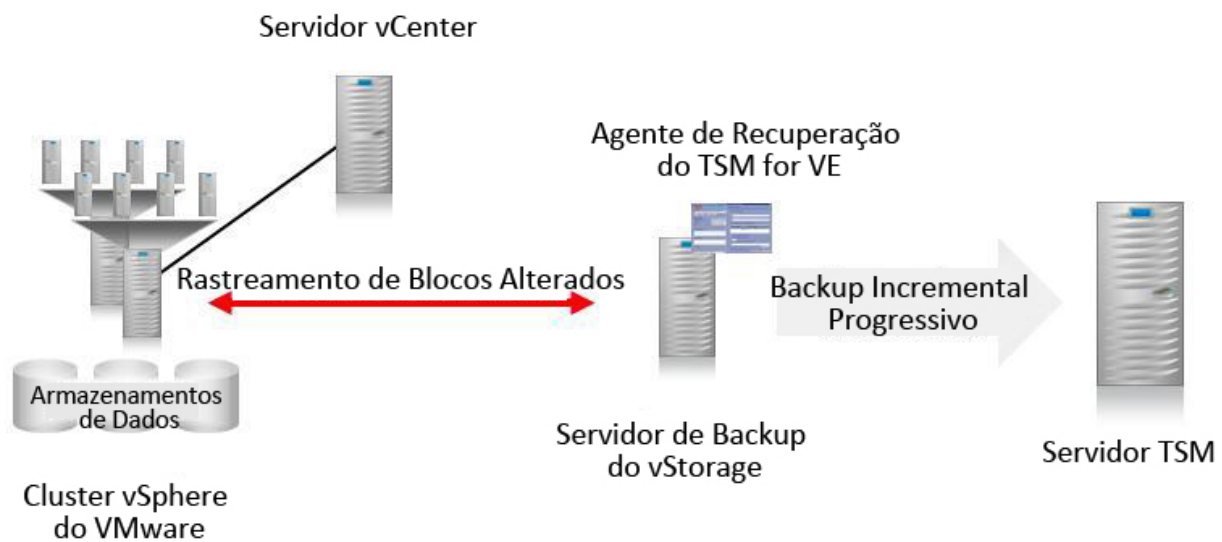 Servidor vCenter
Agente de Recuperação
do TSM for VE
Rastreamento de Blocos Alterados
Backup Incremental
Progressivo
Armazenamentos
de Dados
Servidor de Backup
do vStorage
Servidor TSM
Cluster vSphere
do VMware